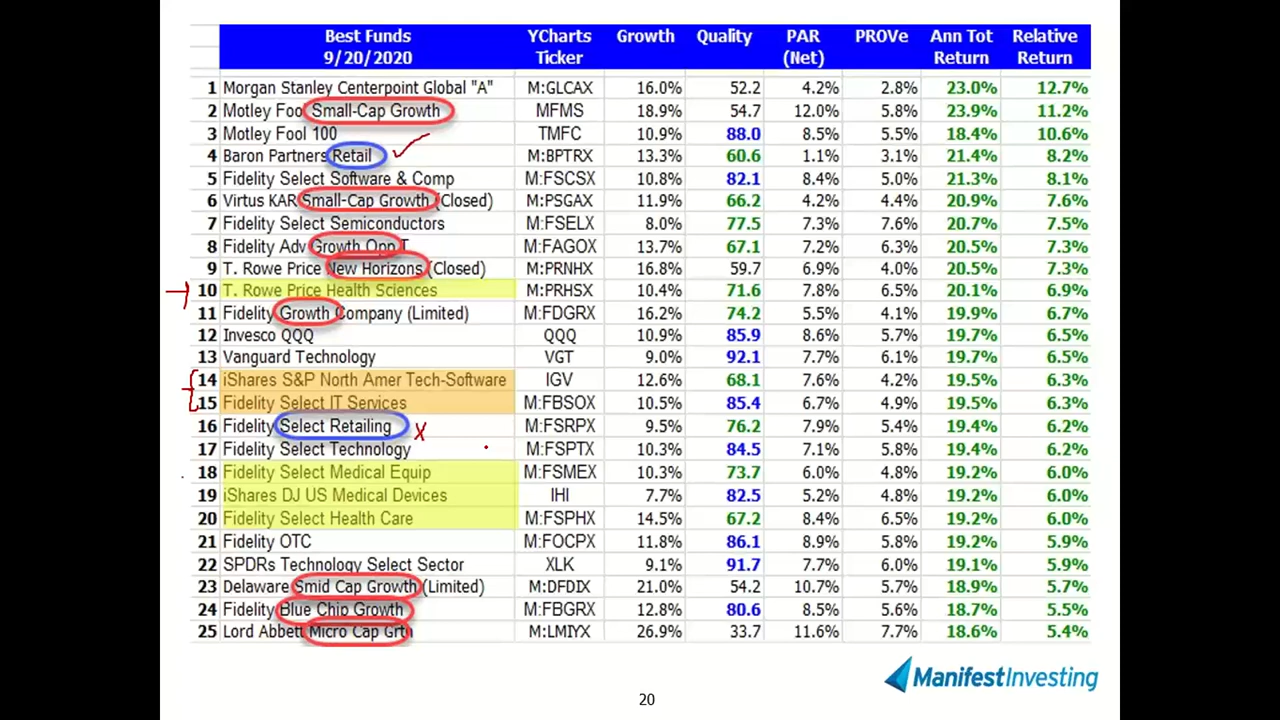 Best Funds YCharts Growth Quality PAR PROVe Ann Tot Relative
9/20/2020 Ticker (Net) Return Return
1 Morgan Stanley Centerpoint Global "A" M:GLCAX 16.0% 52.2 4.2% 2.8% 23.0% 12.7%
2 Motley Fool Small-Cap Growth MFMS 18.9% 54.7 12.0% 5.8% 23.9% 11.2%
3 Motley Fool 100 TMFC 10.9% 88.0 8.5% 5.5% 18.4% 10.6%
4 Baron Partners Retail M:BPTRX 13.3% 60.6 1.1% 3.1% 21.4% 8.2%
5 Fidelity Select Software & Comp M:FSCSX 10.8% 82.1 8.4% 5.0% 21.3% 8.1%
6 Virtus KAR Small-Cap Growth (Closed) M:PSGAX 11.9% 66.2 4.2% 4.4% 20.9% 7.6%
7 Fidelity Select Semiconductors M:FSELX 8.0% 77.5 7.3% 7.6% 20.7% 7.5%
8 Fidelity Adv Growth Opp T M:FAGOX 13.7% 67.1 7.2% 6.3% 20.5% 7.3%
9 T. Rowe Price New Horizons (Closed) M:PRNHX 16.8% 59.7 6.9% 4.0% 20.5% 7.3%
10 T. Rowe Price Health Sciences M:PRHSX 10.4% 71.6 7.8% 6.5% 20.1% 6.9%
11 Fidelity Growth Company (Limited) M:FDGRX 16.2% 74.2 5.5% 4.1% 19.9% 6.7%
12 Invesco QQQ QQQ 10.9% 85.9 8.6% 5.7% 19.7% 6.5%
13 Vanguard Technology VGT 9.0% 92.1 7.7% 6.1% 19.7% 6.5%
14 iShares S&P North Amer Tech-Software IGV 12.6% 68.1 7.6% 4.2% 19.5% 6.3%
15 Fidelity Select IT Services M:FBSOX 10.5% 85.4 6.7% 4.9% 19.5% 6.3%
16 Fidelity Select Retailing X M:FSRPX 9.5% 76.2 7.9% 5.4% 19.4% 6.2%
17 Fidelity Select Technology M:FSPTX 10.3% 84.5 7.1% 5.8% 19.4% 6.2%
18 Fidelity Select Medical Equip M:FSMEX 10.3% 73.7 6.0% 4.8% 19.2% 6.0%
19 iShares DJ US Medical Devices IHI 7.7% 82.5 5.2% 4.8% 19.2% 6.0%
20 Fidelity Select Health Care M:FSPHX 14.5% 67.2 8.4% 6.5% 19.2% 6.0%
21 Fidelity OTC M:FOCPX 11.8% 86.1 8.9% 5.8% 19.2% 5.9%
22 SPDRs Technology Select Sector XLK 9.1% 91.7 7.7% 6.0% 19.1% 5.9%
23 Delaware Smid Cap Growth (Limited) M:DFDIX 21.0% 54.2 10.7% 5.7% 18.9% 5.7%
24 Fidelity Blue Chip Growth M:FBGRX 12.8% 80.6 8.5% 5.6% 18.7% 5.5%
25 Lord Abbett Micro Cap Grth M:LMIYX 26.9% 33.7 11.6% 7.7% 18.6% 5.4%
ManifestInvesting
20